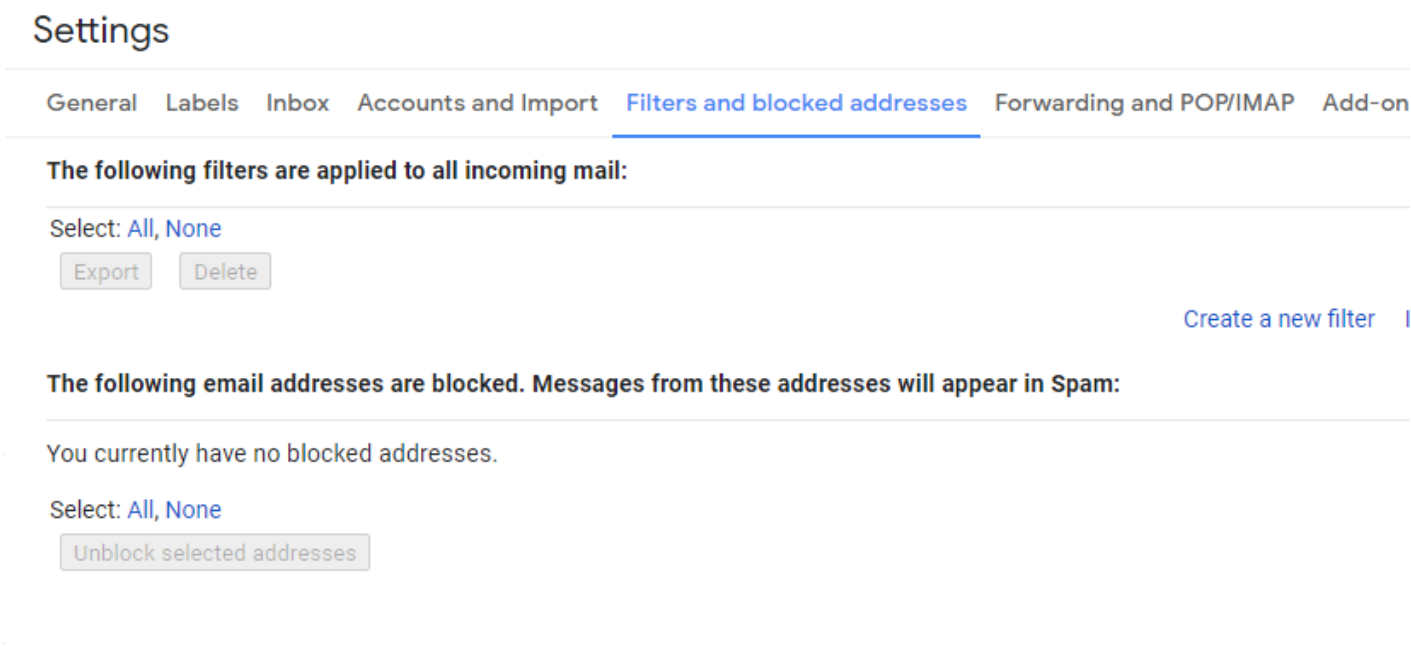 Settings
General Labels Inbox Accounts and Import Filters and blocked addresses Forwarding and POP/IMAP Add-on
The following filters are applied to all incoming mail:
Select: All, None
Export Delete
Create a new filter
The following email addresses are blocked. Messages from these addresses will appear in Spam:
You currently have no blocked addresses.
Select: All, None
Unblock selected addresses